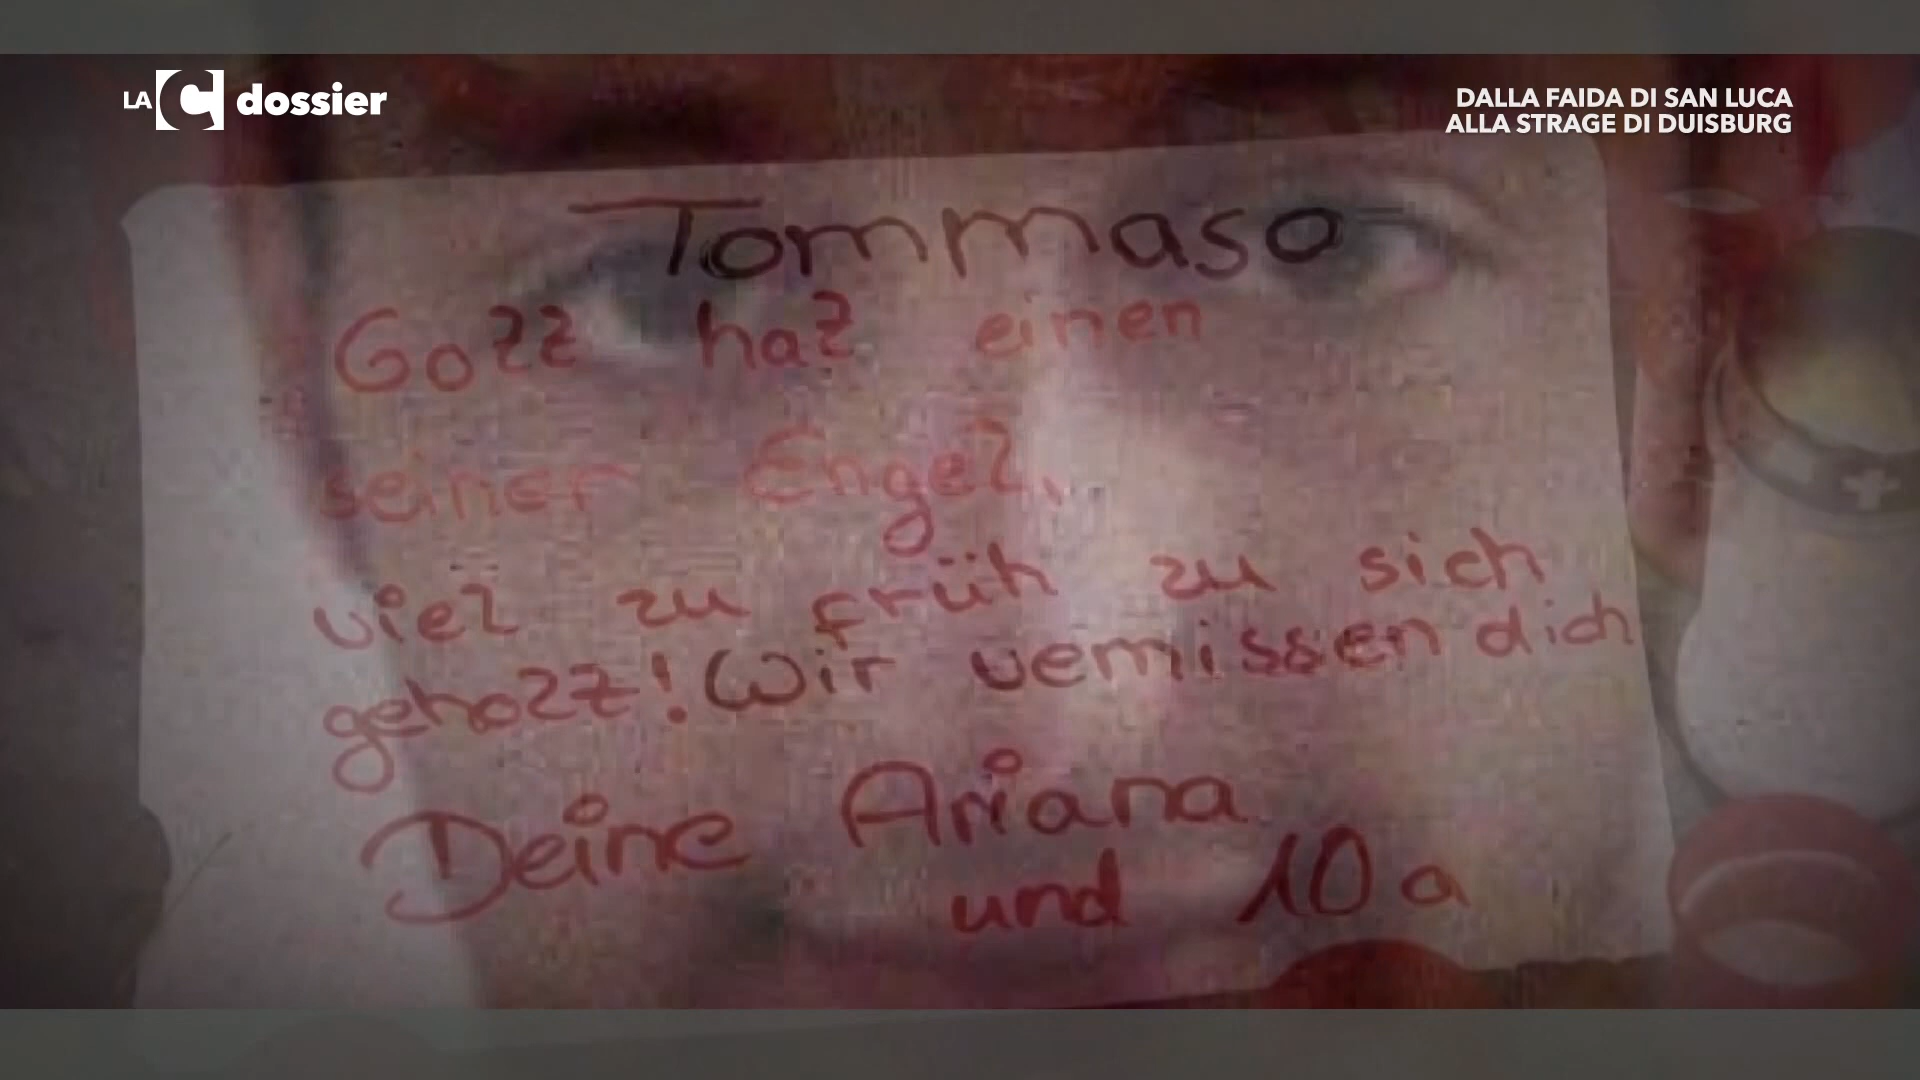 LA C dossier
DALLA FAIDA DI SAN LUCA
ALLA STRAGE DI DUISBURG
Tommaso
Gott hat einen
seiner Engel,
viel zu früh zu sich
geholt! Wir vemissen dich
Deine Ariana
und 10a